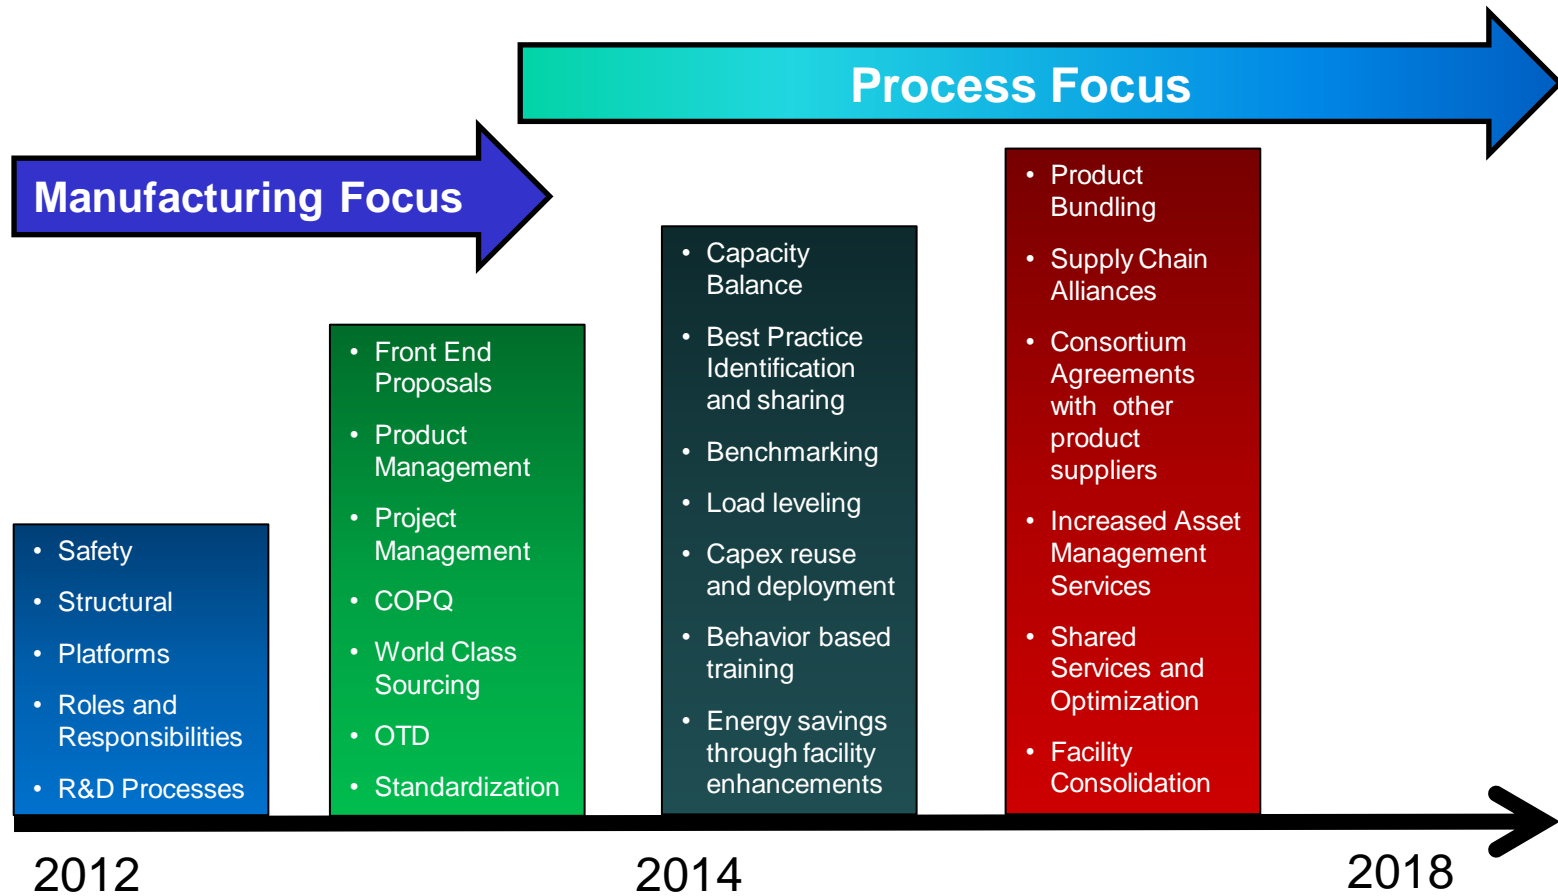 Process Focus
Manufacturing Focus
• Safety
• Structural
• Platforms
• Roles and
Responsibilities
• R&D Processes
• Front End
Proposals
• Product
Management
• Project
Management
• COPQ
• World Class
Sourcing
• OTD
• Standardization
• Capacity
Balance
• Best Practice
Identification
and sharing
• Benchmarking
• Load leveling
• Capex reuse
and deployment
• Behavior based
training
• Energy savings
through facility
enhancements
• Product
Bundling
• Supply Chain
Alliances
• Consortium
Agreements
with other
product
suppliers
• Increased Asset
Management
Services
• Shared
Services and
Optimization
• Facility
Consolidation
2012
2014
2018